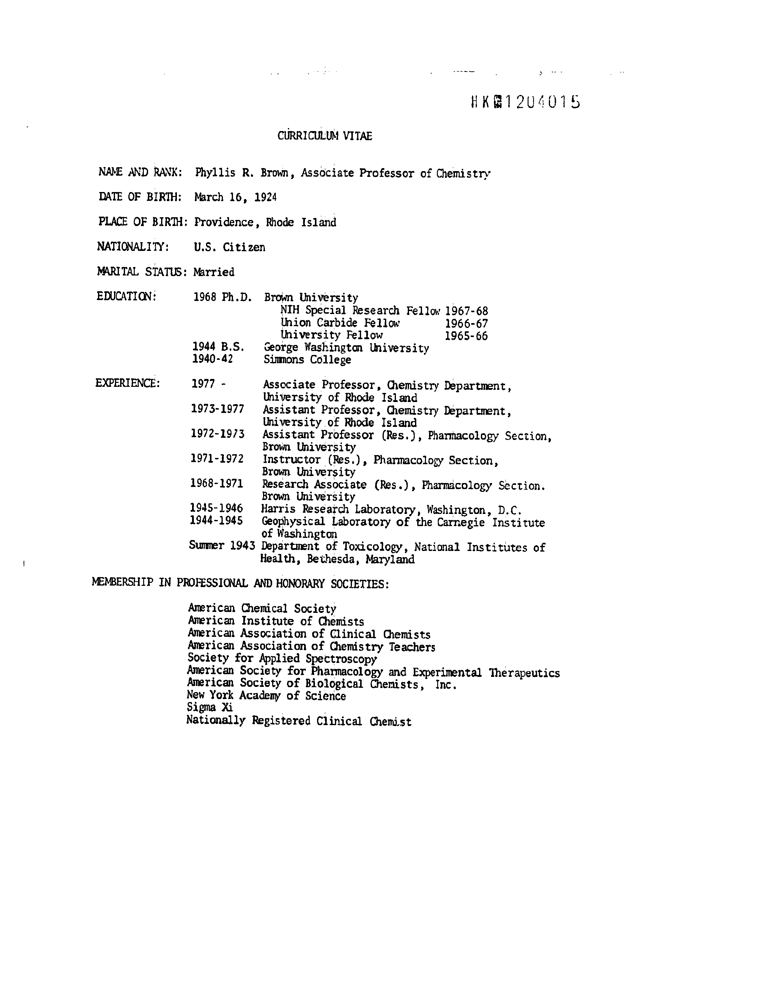 CURRICULUM VITAE
NAME AND RANK: Phyllis R. Brown, Associate Professor of Chemistry
DATE OF BIRTH: March 16, 1924
PLACE OF BIRTH: Providence, Rhode Island
NATIONALITY: U.S. Citizen
MARITAL STATUS: Married
EDUCATION: 1968 Ph.D. Brown University
NIH Special Research Fellow 1967-68
Union Carbide Fellow 1966-67
University Fellow 1965-66
1944 B.S. George Washington University
1940-42 Simmons College
EXPERIENCE: 1977 - Associate Professor, Chemistry Department,
University of Rhode Island
1973-1977 Assistant Professor, Chemistry Department,
University of Rhode Island
1972-1973 Assistant Professor (Res.), Pharmacology Section,
Brown University
1971-1972 Instructor (Res.), Pharmacology Section,
Brown University
1968-1971 Research Associate (Res.), Pharmacology Section.
Brown University
1945-1946 Harris Research Laboratory, Washington, D.C.
1944-1945 Geophysical Laboratory of the Carnegie Institute
of Washington
Summer 1943 Department of Toxicology, National Institutes of
Health, Bethesda, Maryland
MEMBERSHIP IN PROFESSIONAL AND HONORARY SOCIETIES:
American Chemical Society
American Institute of Chemists
American Association of Clinical Chemists
American Association of Chemistry Teachers
Society for Applied Spectroscopy
American Society for Pharmacology and Experimental Therapeutics
American Society of Biological Chemists, Inc.
New York Academy of Science
Sigma Xi
Nationally Registered Clinical Chemist